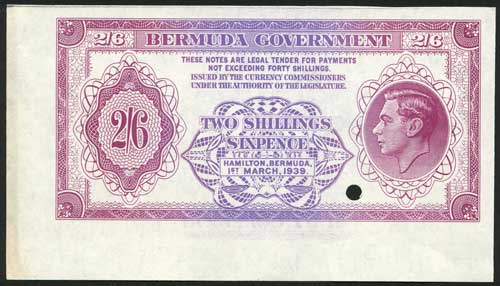 2/6 BERMUDA GOVERNMENT 2/6
THESE NOTES ARE LEGAL TENDER FOR PAYMENTS
NOT EXCEEDING FORTY SHILLINGS.
ISSUED BY THE CURRENCY COMMISSIONERS
UNDER THE AUTHORITY OF THE LEGISLATURE.
2/6
TWO SHILLINGS
SIXPENCE
HAMILTON, BERMUDA,
1ST MARCH, 1939.